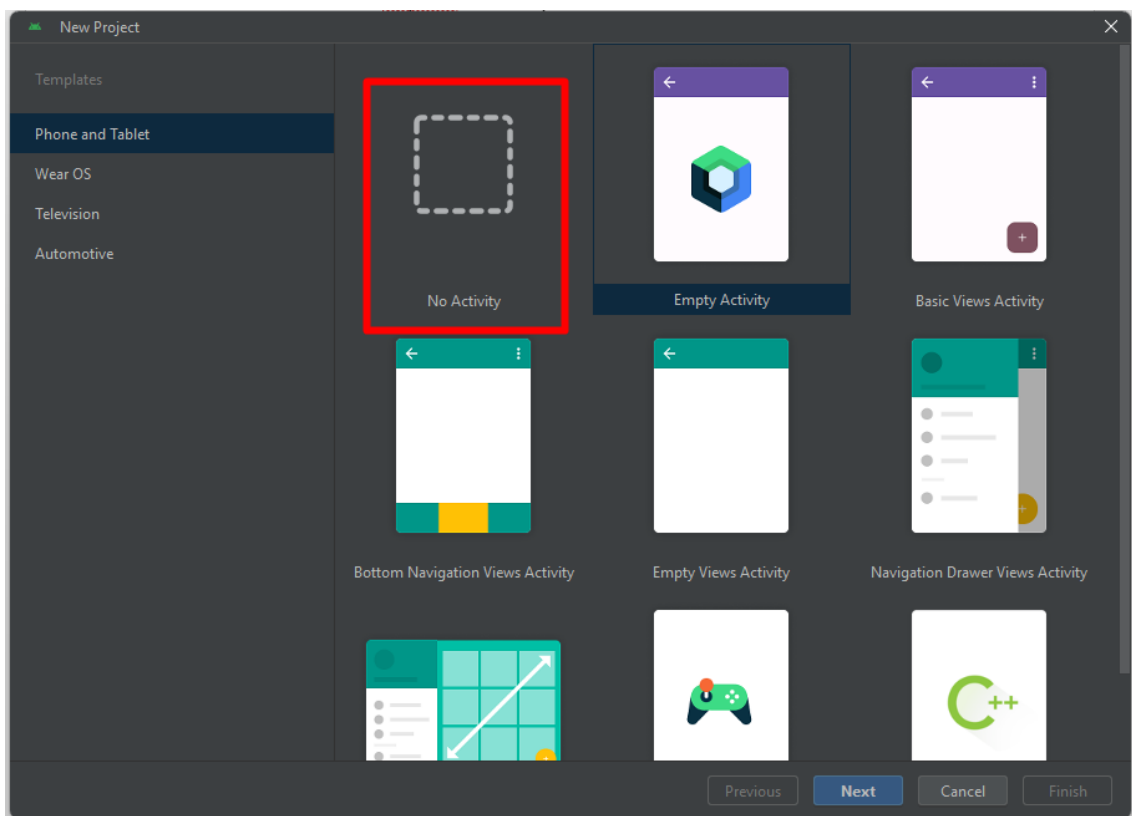 New Project
Templates
Phone and Tablet
Wear OS
Television
Automotive
No Activity
Empty Activity
Basic Views Activity
Bottom Navigation Views Activity
Empty Views Activity
Navigation Drawer Views Activity
C++
Previous
Next
Cancel
Finish